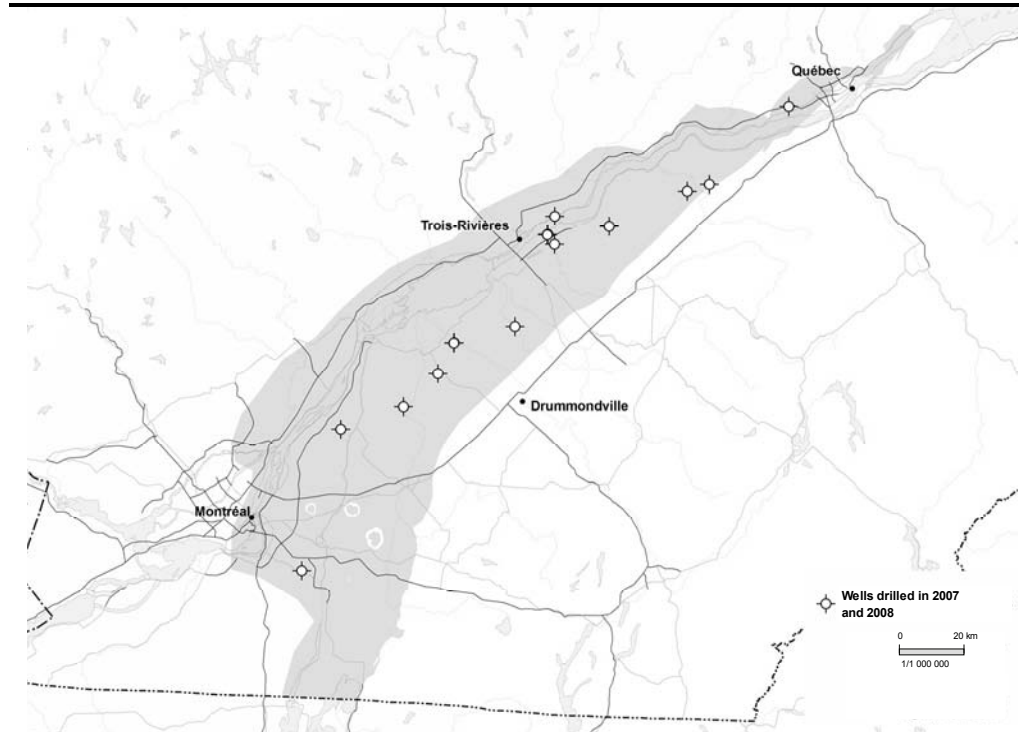 Québec
Trois-Rivières
Drummondville
Montréal
Wells drilled in 2007
and 2008
0 20 km
1/1 000 000